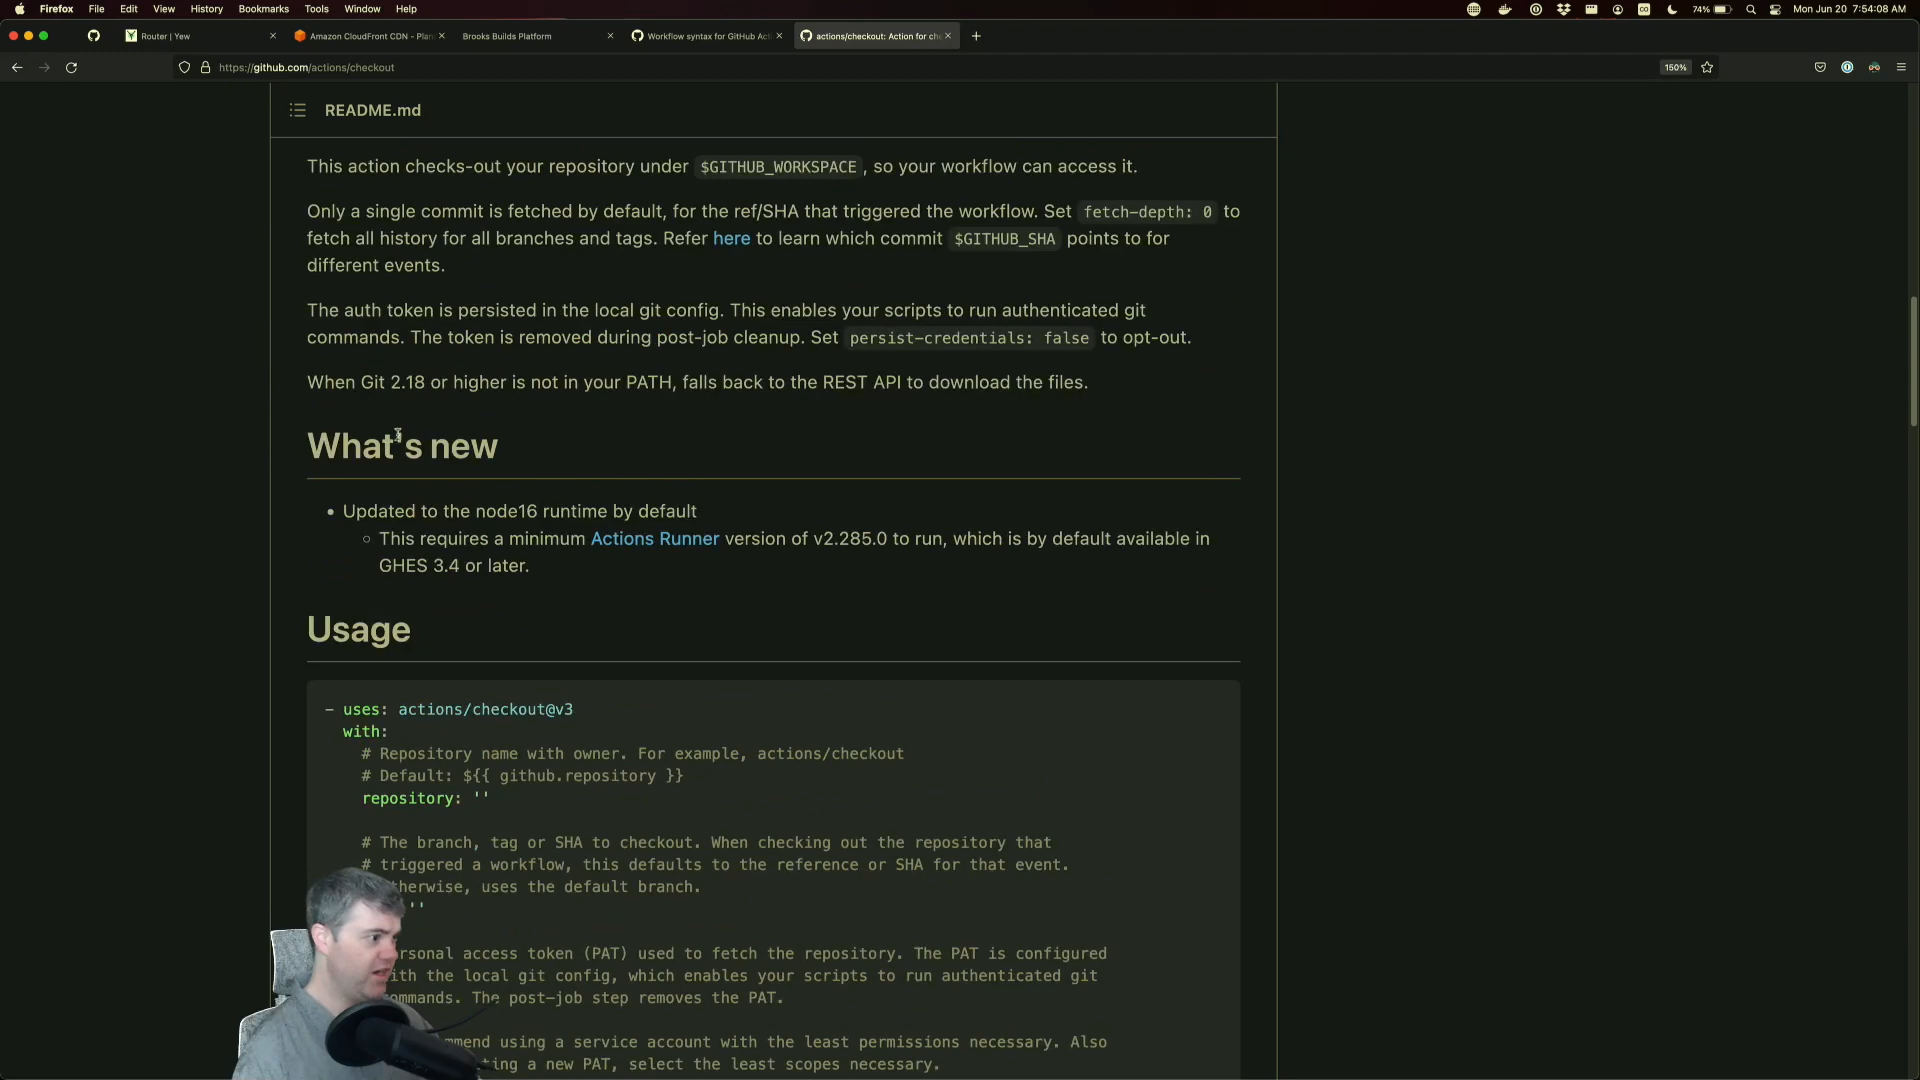 Firefox File Edit View History Bookmarks Tools Window Help 74% Mon Jun 20 7:54:08 AM
Router | Yew
Amazon CloudFront CDN - Plan
Brooks Builds Platform
Workflow syntax for GitHub Act
actions/checkout: Action for che
https://github.com/actions/checkout 150%
README.md
This action checks-out your repository under $GITHUB_WORKSPACE, so your workflow can access it.
Only a single commit is fetched by default, for the ref/SHA that triggered the workflow. Set fetch-depth: 0 to
fetch all history for all branches and tags. Refer here to learn which commit $GITHUB_SHA points to for
different events.
The auth token is persisted in the local git config. This enables your scripts to run authenticated git
commands. The token is removed during post-job cleanup. Set persist-credentials: false to opt-out.
When Git 2.18 or higher is not in your PATH, falls back to the REST API to download the files.
What's new
• Updated to the node16 runtime by default
○ This requires a minimum Actions Runner version of v2.285.0 to run, which is by default available in
GHES 3.4 or later.
Usage
- uses: actions/checkout@v3
with:
# Repository name with owner. For example, actions/checkout
# Default: ${{ github.repository }}
repository: ''
# The branch, tag or SHA to checkout. When checking out the repository that
# triggered a workflow, this defaults to the reference or SHA for that event.
therwise, uses the default branch.
''
rsonal access token (PAT) used to fetch the repository. The PAT is configured
ith the local git config, which enables your scripts to run authenticated git
ommands. The post-job step removes the PAT.
mmend using a service account with the least permissions necessary. Also
ting a new PAT, select the least scopes necessary.